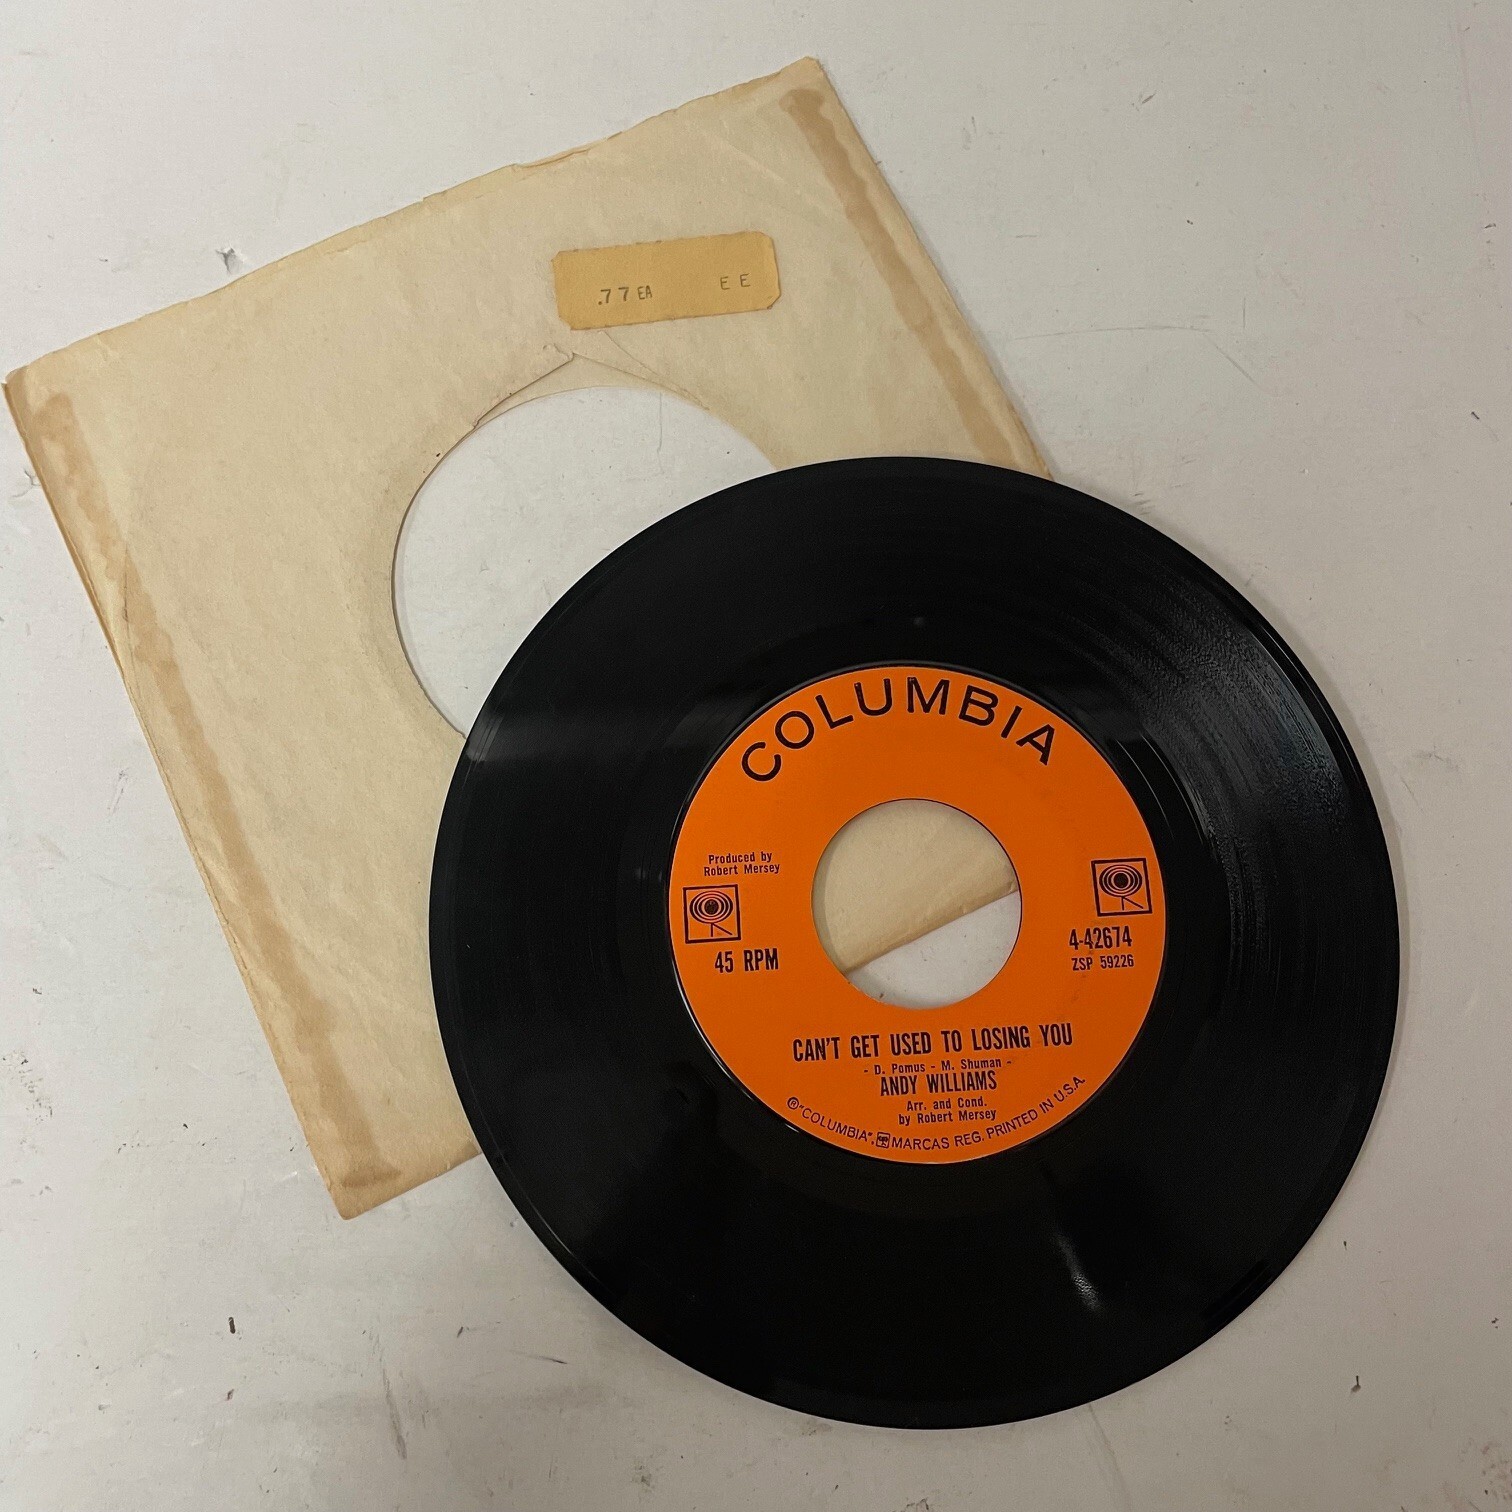 .77 EA E E
COLUMBIA
Produced by
Robert Mersey
45 RPM
4-42674
ZSP 59226
CAN'T GET USED TO LOSING YOU
- D. Pomus - M. Shuman -
ANDY WILLIAMS
Arr. and Cond.
by Robert Mersey
® "COLUMBIA", MARCAS REG. PRINTED IN U.S.A.